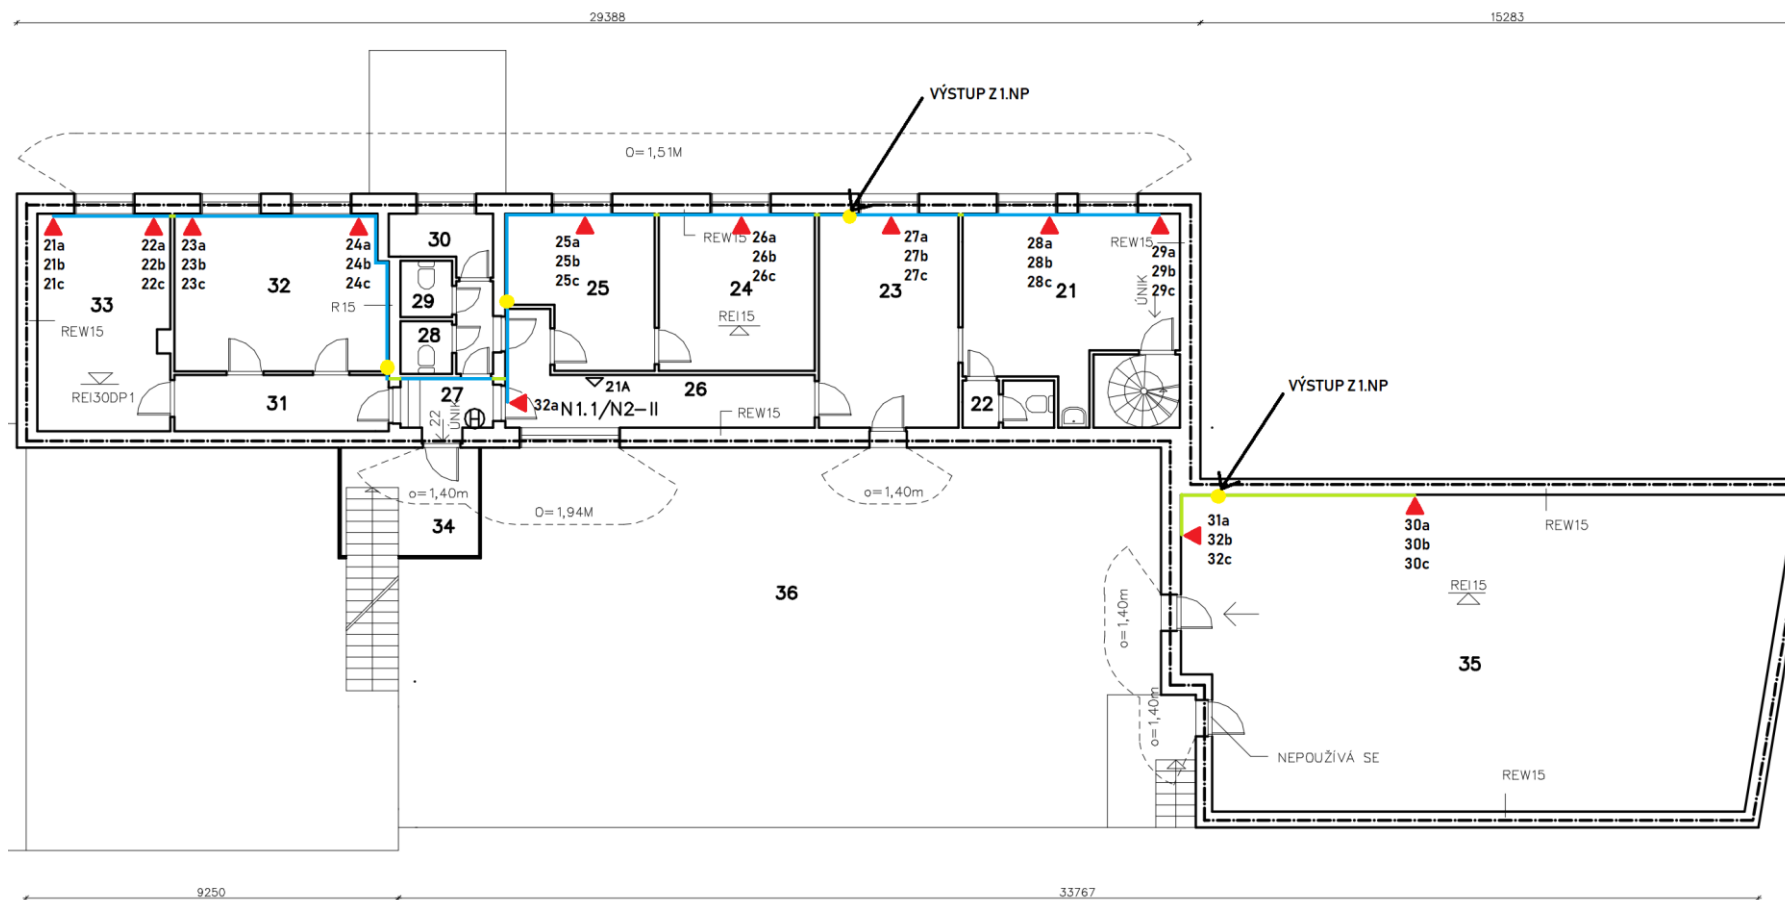 29388
15283
VÝSTUP Z 1.NP
O=1,51M
21a
21b
21c
22a
22b
22c
23a
23b
23c
24a
24b
24c
30
25a
25b
25c
REW15
26a
26b
26c
27a
27b
27c
28a
28b
28c
REW15
29a
29b
29c
33
32
R15
29
25
24
23
21
ÚNIK
REW15
28
REI15
REI30DP1
31
27
22
ÚNIK
H
32a
N1.1/N2-II
21A
26
REW15
22
VÝSTUP Z 1.NP
o=1,40m
O=1,94M
o=1,40m
34
36
31a
32b
32c
30a
30b
30c
REW15
REI15
o=1,40m
35
o=1,40m
NEPOUŽÍVÁ SE
REW15
9250
33767